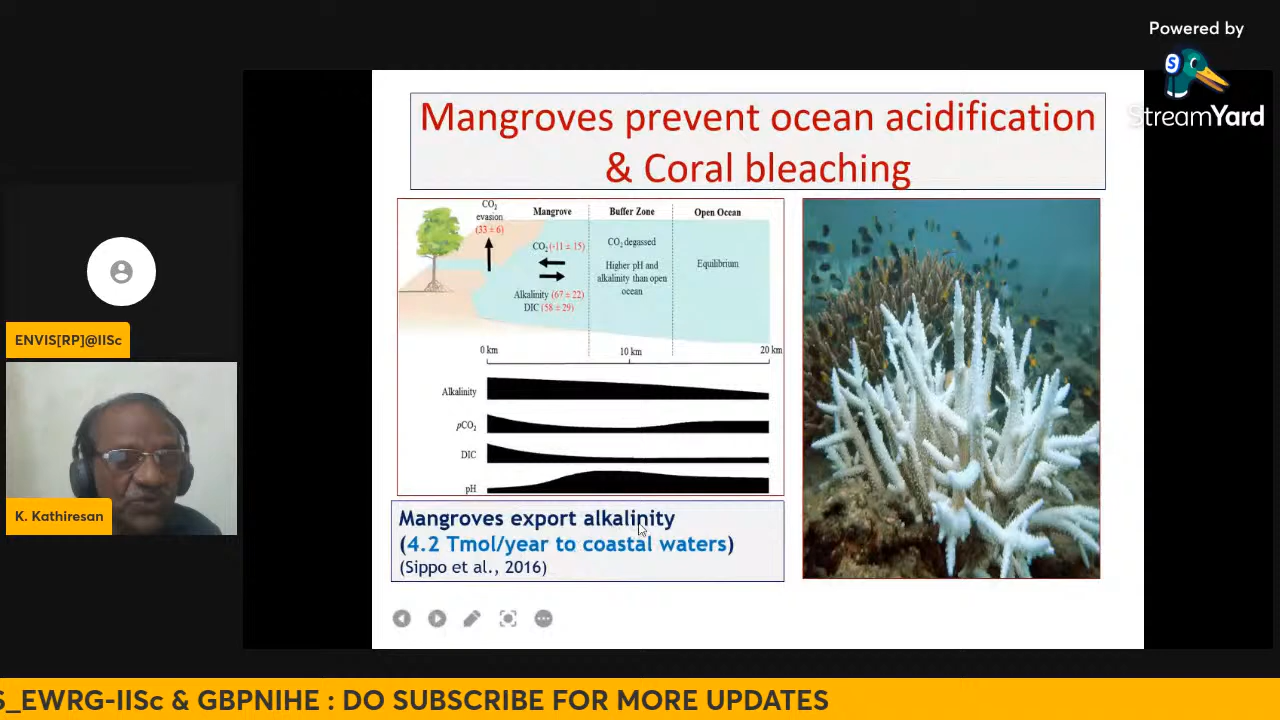 Powered by
StreamYard
Mangroves prevent ocean acidification
& Coral bleaching
CO2
evasion
(33 ± 6)
Mangrove
Buffer Zone
Open Ocean
CO2 (-11 ± 15)
CO2 degassed
Higher pH and
alkalinity than open
ocean
Equilibrium
Alkalinity (67 ± 22)
DIC (58 ± 29)
0 km
10 km
20 km
Alkalinity
pCO2
DIC
pH
Mangroves export alkalinity
(4.2 Tmol/year to coastal waters)
(Sippo et al., 2016)
ENVIS[RP]@IISc
K. Kathiresan
S_EWRG-IISc & GBPNIHE : DO SUBSCRIBE FOR MORE UPDATES